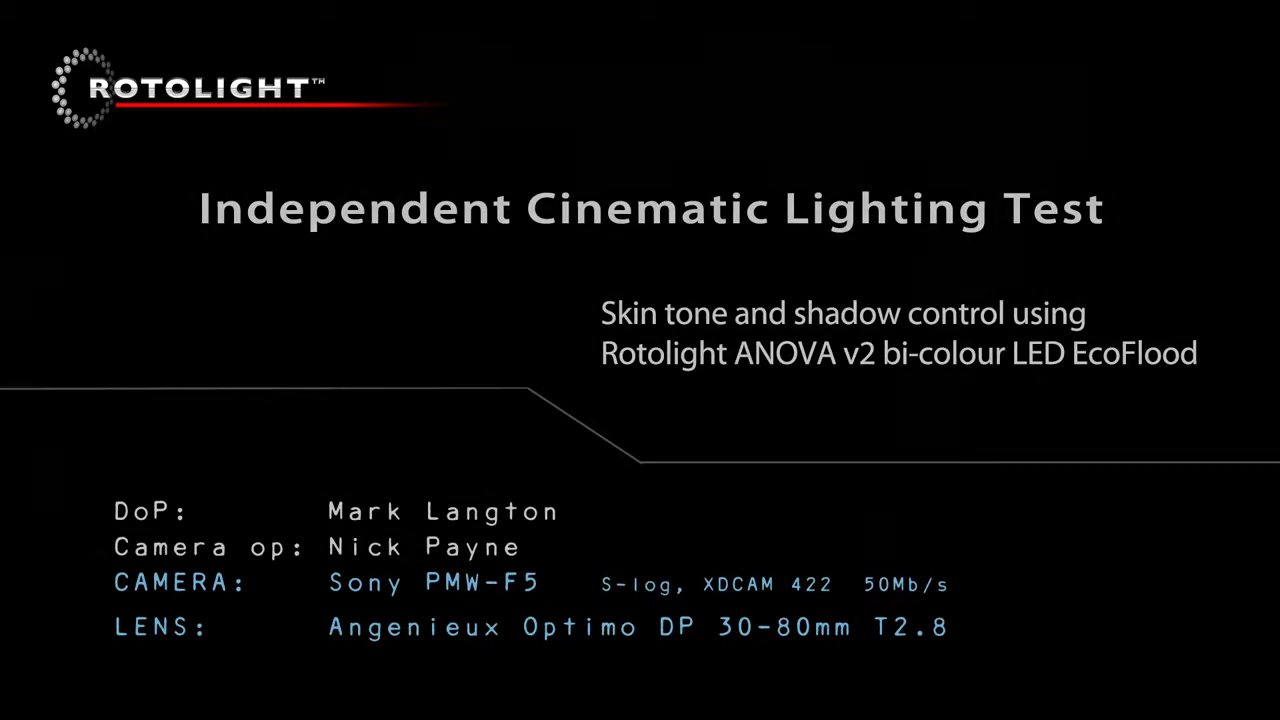 ROTOLIGHT™
Independent Cinematic Lighting Test
Skin tone and shadow control using
Rotolight ANOVA v2 bi-colour LED EcoFlood
DoP: Mark Langton
Camera op: Nick Payne
CAMERA: Sony PMW-F5 S-log, XDCAM 422 50Mb/s
LENS: Angenieux Optimo DP 30-80mm T2.8